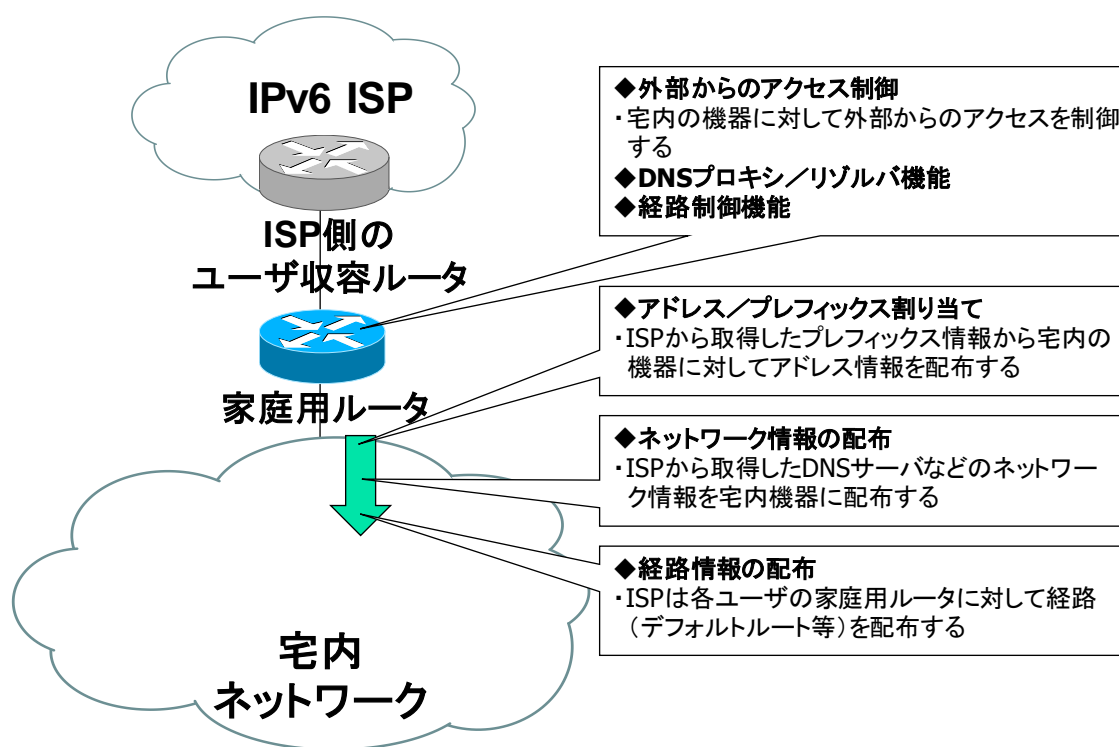 IPv6 ISP
ISP側の
ユーザ収容ルータ
家庭用ルータ
宅内
ネットワーク
◆外部からのアクセス制御
・宅内の機器に対して外部からのアクセスを制御
する
◆DNSプロキシ／リゾルバ機能
◆経路制御機能
◆アドレス／プレフィックス割り当て
・ISPから取得したプレフィックス情報から宅内の
機器に対してアドレス情報を配布する
◆ネットワーク情報の配布
・ISPから取得したDNSサーバなどのネットワー
ク情報を宅内機器に配布する
◆経路情報の配布
・ISPは各ユーザの家庭用ルータに対して経路
（デフォルトルート等）を配布する